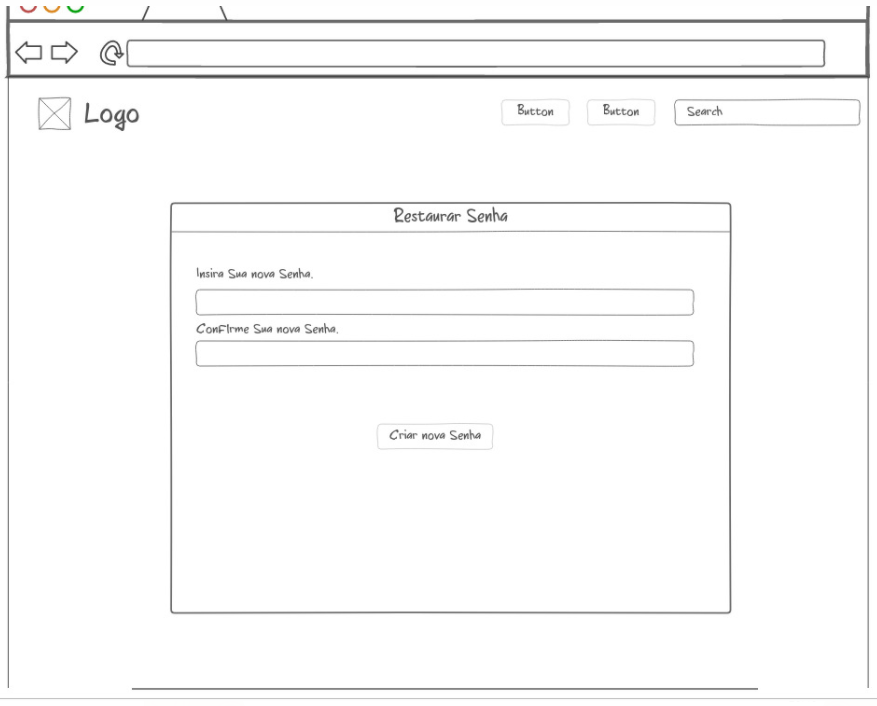 Logo
Button
Button
Search
Restaurar Senha
Insira Sua nova Senha.
ConFIrme Sua nova Senha.
Criar nova Senha